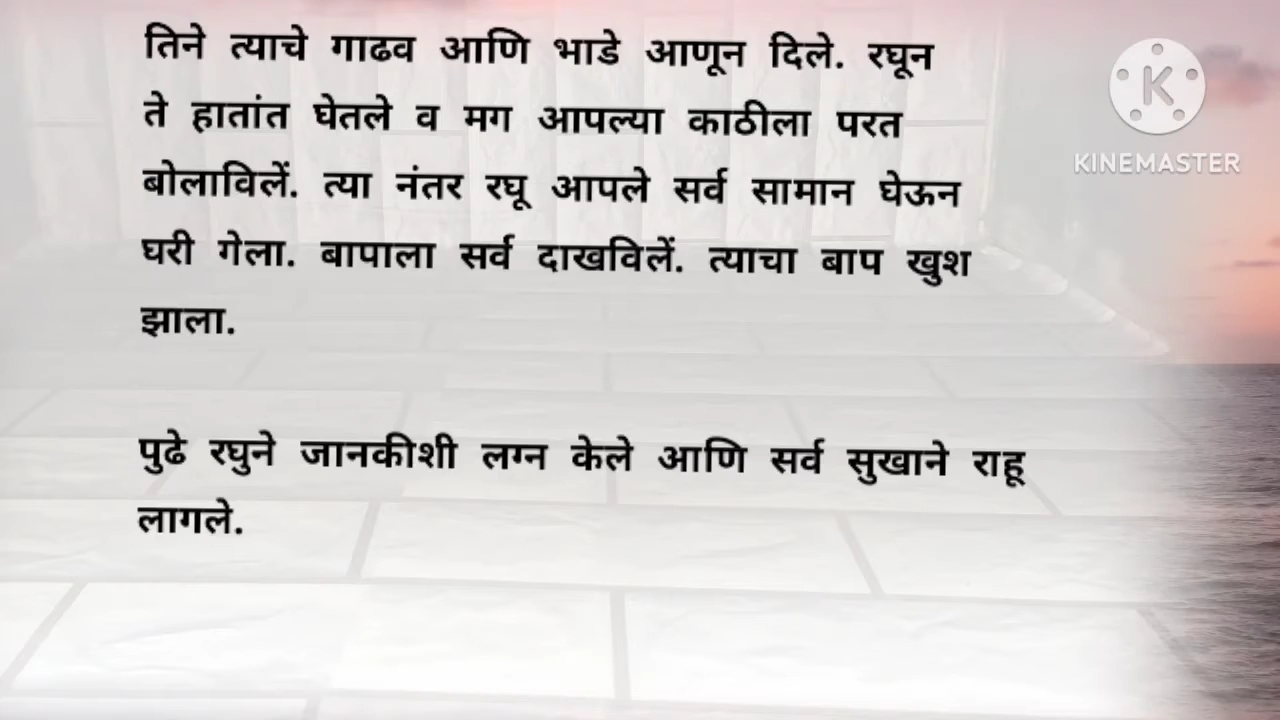 तिने त्याचे गाढव आणि भाडे आणून दिले. रघून
ते हातांत घेतले व मग आपल्या काठीला परत
बोलाविलें. त्या नंतर रघू आपले सर्व सामान घेऊन
घरी गेला. बापाला सर्व दाखविलें. त्याचा बाप खुश
झाला.
पुढे रघुने जानकीशी लग्न केले आणि सर्व सुखाने राहू
लागले.
K
KINEMASTER